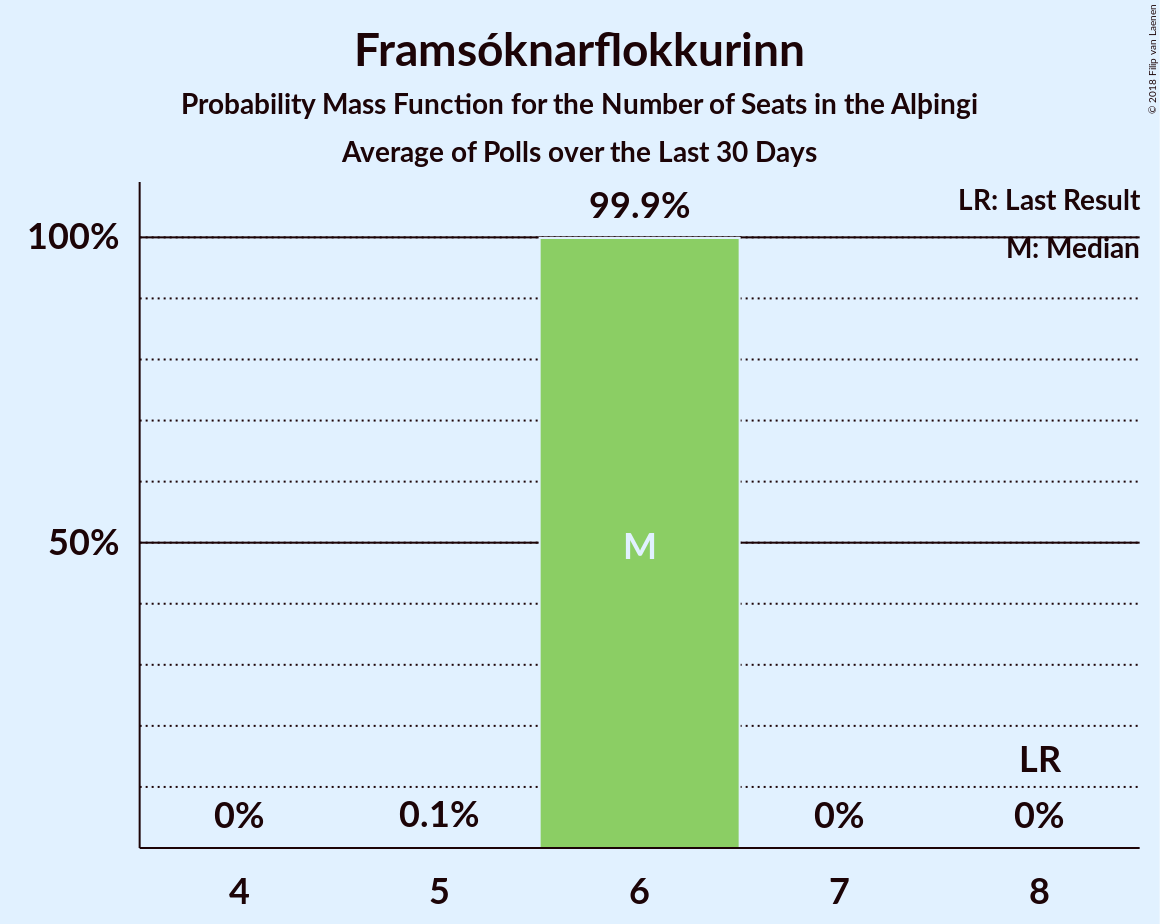 Framsóknarflokkurinn
Probability Mass Function for the Number of Seats in the Alþingi
Average of Polls over the Last 30 Days
© 2018 Filip van Laenen
LR: Last Result
M: Median
99.9%
100%
50%
M
LR
0%
0.1%
0%
0%
4
5
6
7
8